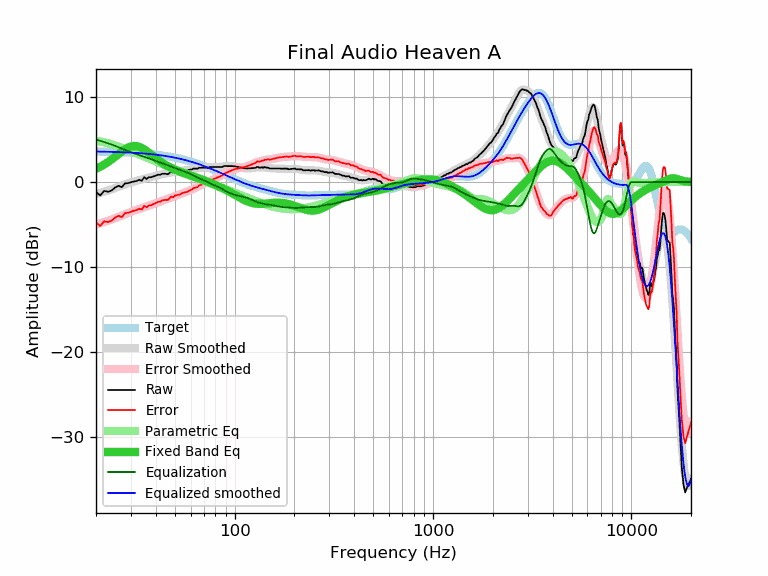 Final Audio Heaven A
Amplitude (dBr)
10
0
−10
−20
−30
Target
Raw Smoothed
Error Smoothed
Raw
Error
Parametric Eq
Fixed Band Eq
Equalization
Equalized smoothed
100
1000
10000
Frequency (Hz)